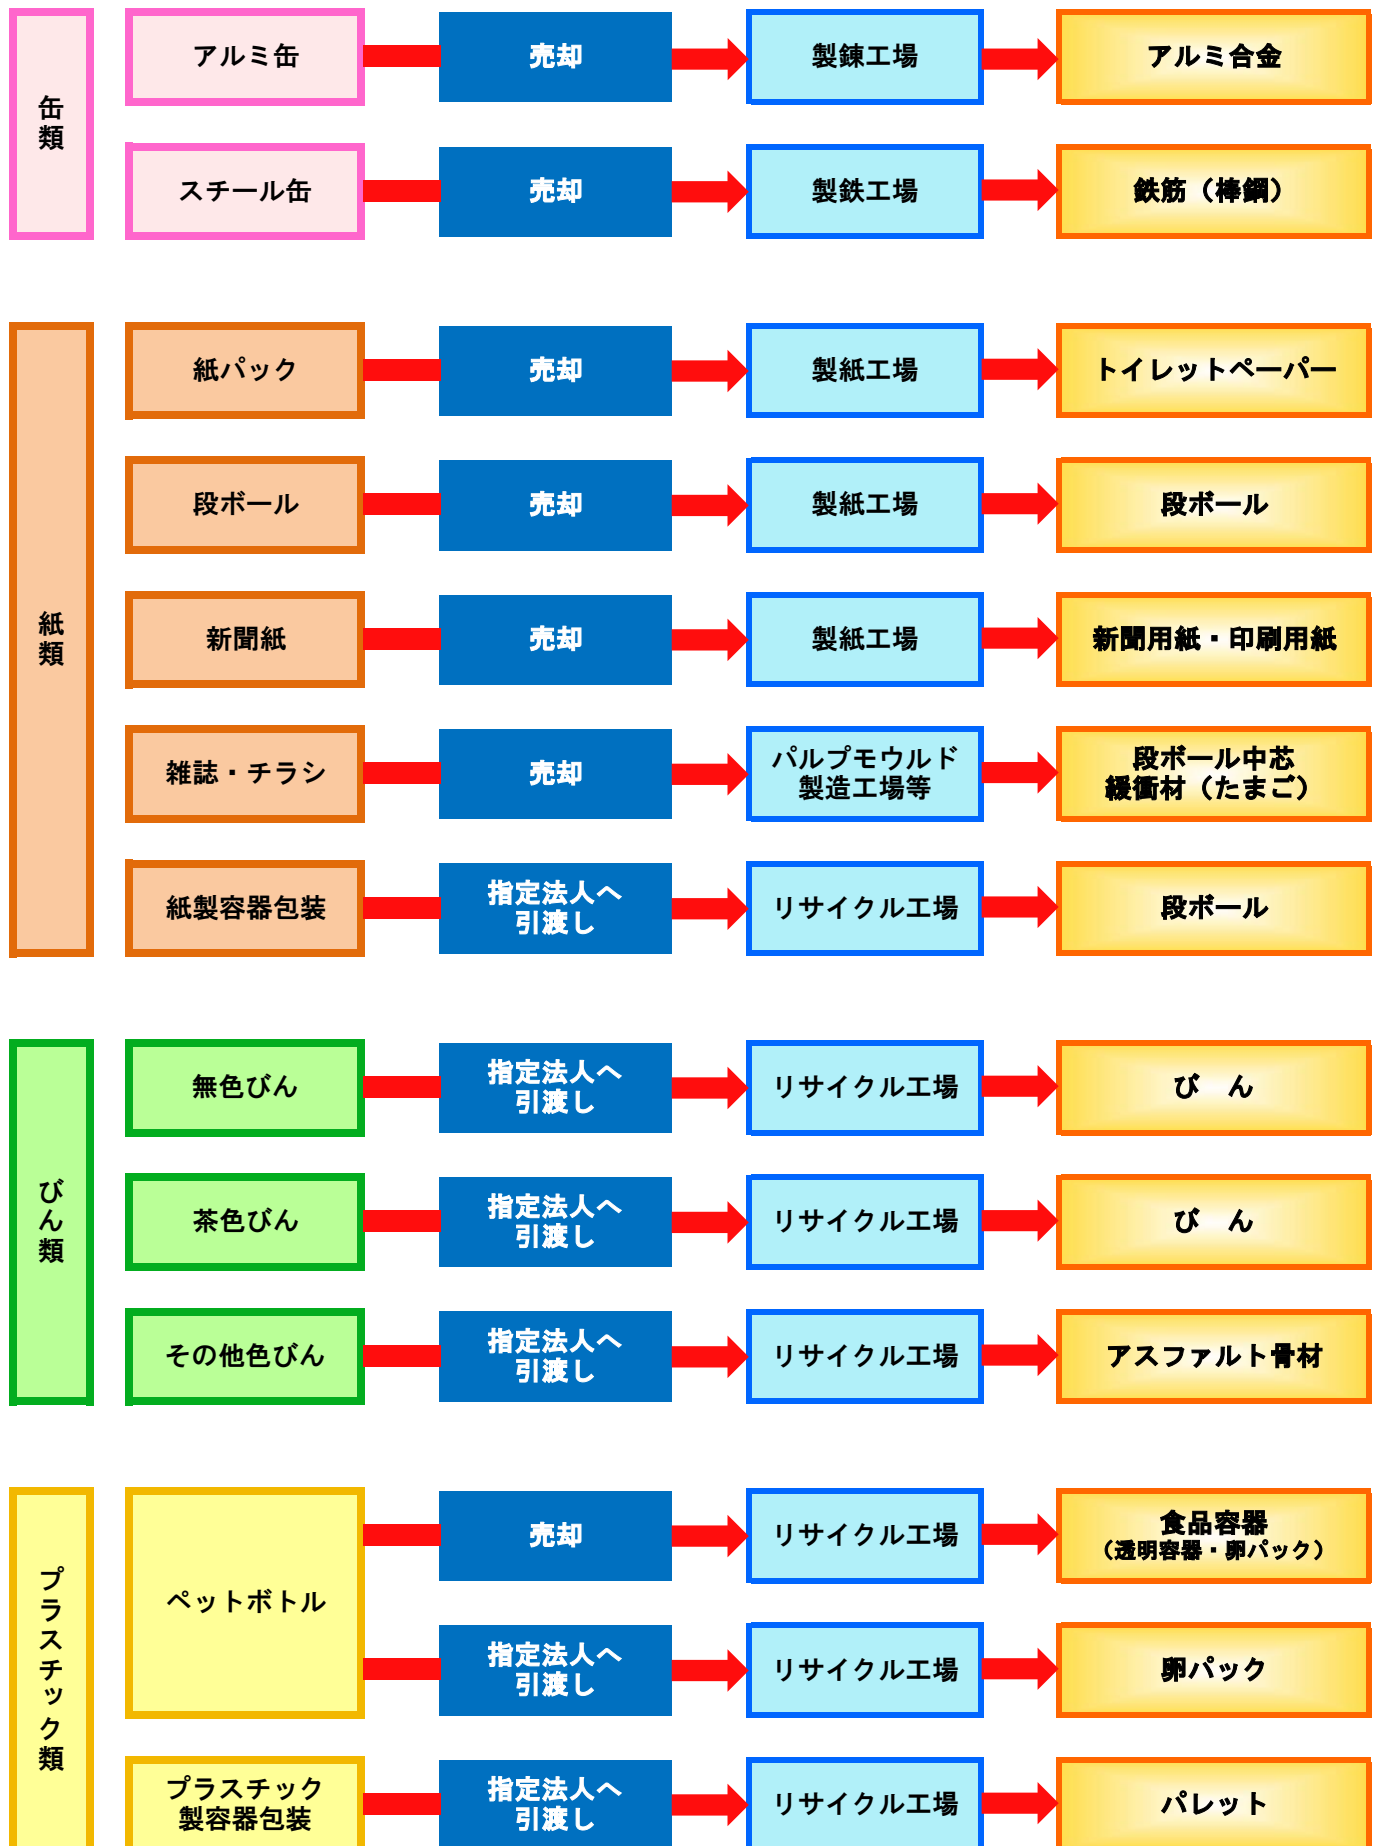 缶類
アルミ缶
売却
製錬工場
アルミ合金
スチール缶
売却
製鉄工場
鉄筋（棒鋼）
紙類
紙パック
売却
製紙工場
トイレットペーパー
段ボール
売却
製紙工場
段ボール
新聞紙
売却
製紙工場
新聞用紙・印刷用紙
雑誌・チラシ
売却
パルプモウルド
製造工場等
段ボール中芯
緩衝材（たまご）
紙製容器包装
指定法人へ
引渡し
リサイクル工場
段ボール
びん類
無色びん
指定法人へ
引渡し
リサイクル工場
び　ん
茶色びん
指定法人へ
引渡し
リサイクル工場
び　ん
その他色びん
指定法人へ
引渡し
リサイクル工場
アスファルト骨材
プラスチック類
ペットボトル
売却
リサイクル工場
食品容器
（透明容器・卵パック）
指定法人へ
引渡し
リサイクル工場
卵パック
プラスチック
製容器包装
指定法人へ
引渡し
リサイクル工場
パレット